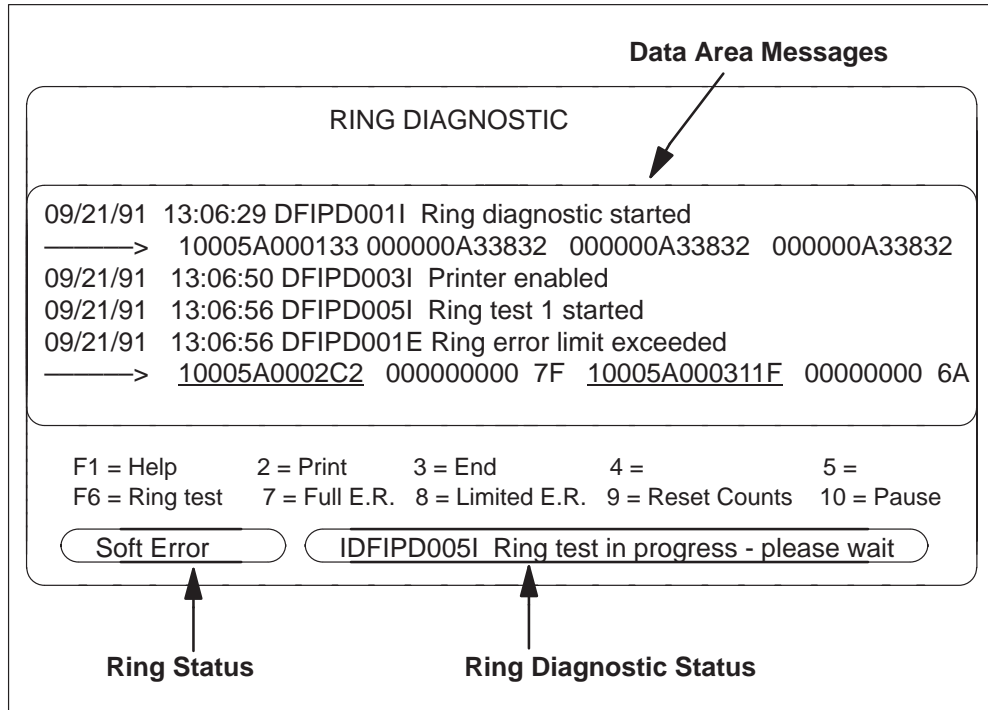 Data Area Messages
RING DIAGNOSTIC
09/21/91 13:06:29 DFIPD001I Ring diagnostic started
———> 10005A000133 000000A33832 000000A33832 000000A33832
09/21/91 13:06:50 DFIPD003I Printer enabled
09/21/91 13:06:56 DFIPD005I Ring test 1 started
09/21/91 13:06:56 DFIPD001E Ring error limit exceeded
———> 10005A0002C2 000000000 7F 10005A000311F 00000000 6A
F1 = Help 2 = Print 3 = End 4 = 5 =
F6 = Ring test 7 = Full E.R. 8 = Limited E.R. 9 = Reset Counts 10 = Pause
Soft Error IDFIPD005I Ring test in progress - please wait
Ring Status Ring Diagnostic Status